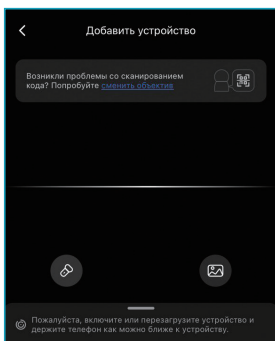 Добавить устройство
Возникли проблемы со сканированием
кода? Попробуйте сменить объектив
Пожалуйста, включите или перезагрузите устройство и
держите телефон как можно ближе к устройству.